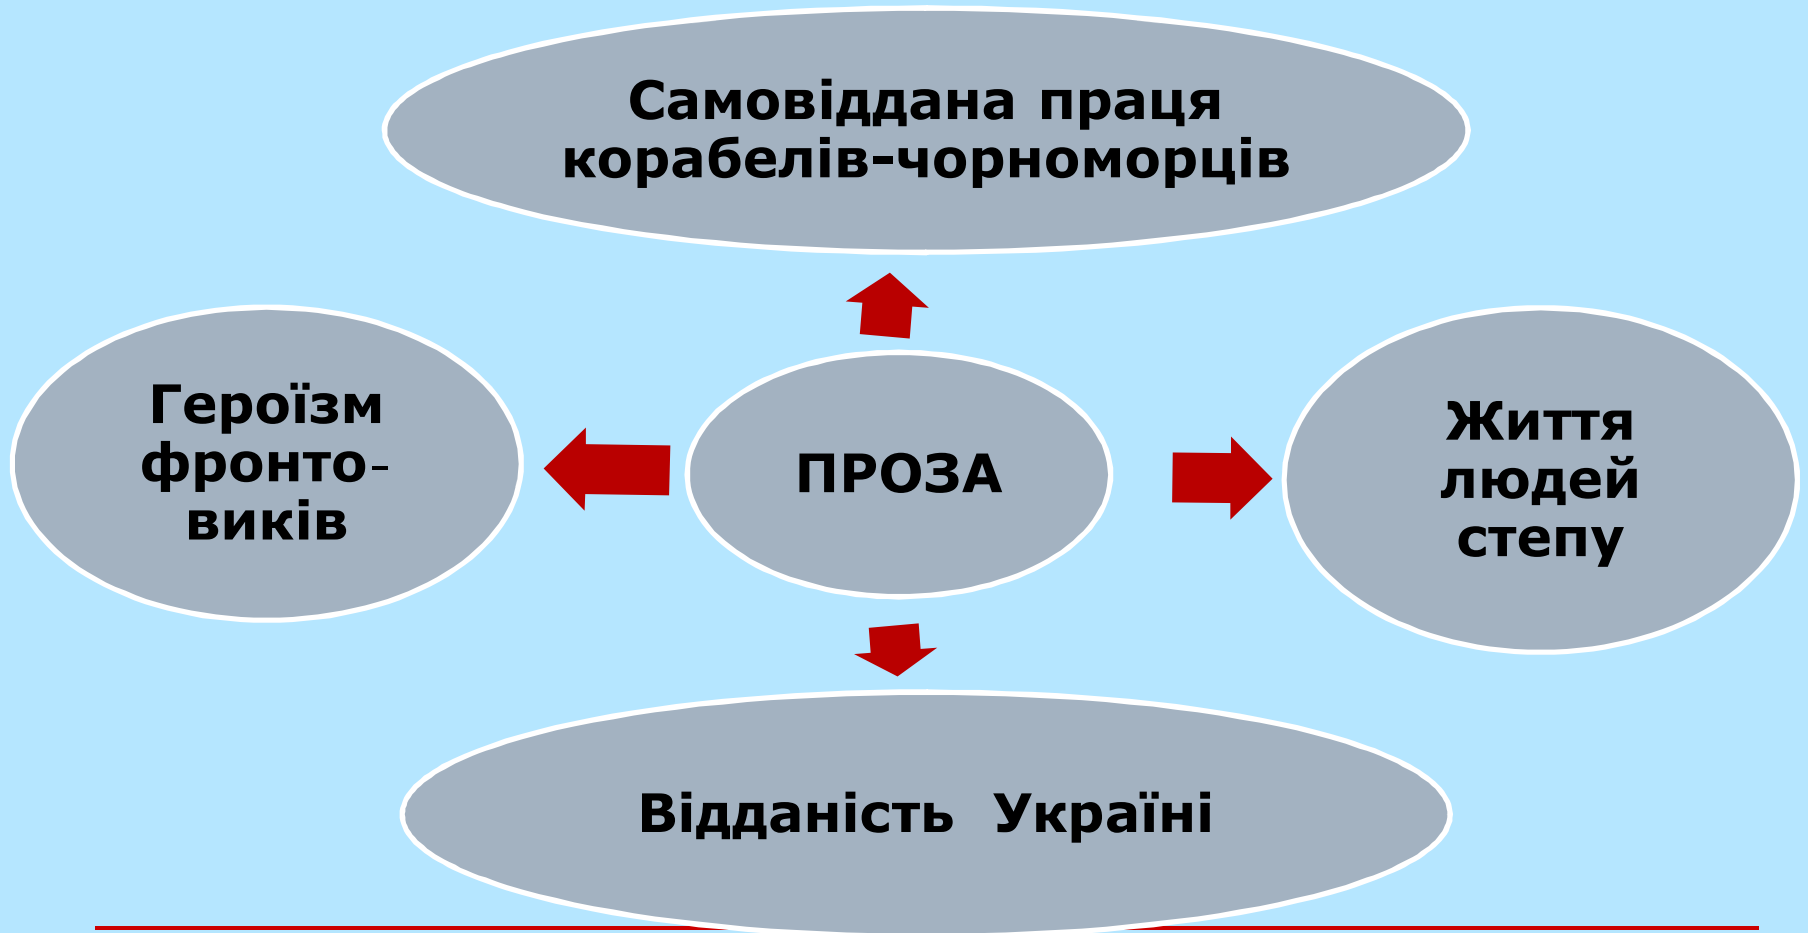 Самовіддана праця
корабелів-чорноморців
Героїзм
фронто-
виків
ПРОЗА
Життя
людей
степу
Відданість Україні